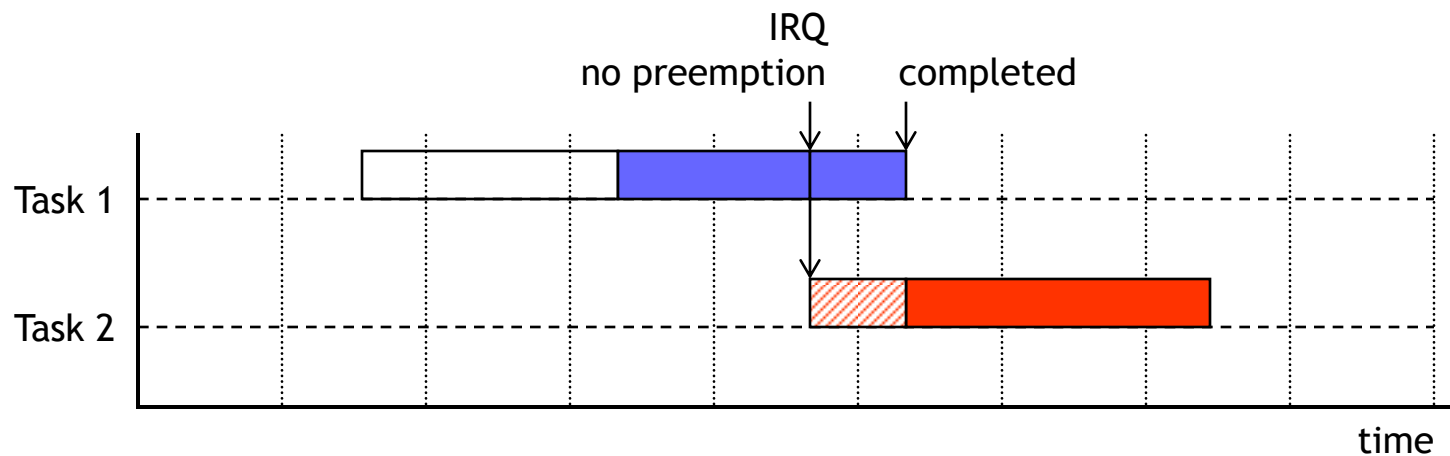 IRQ
no preemption
completed
Task 1
Task 2
time